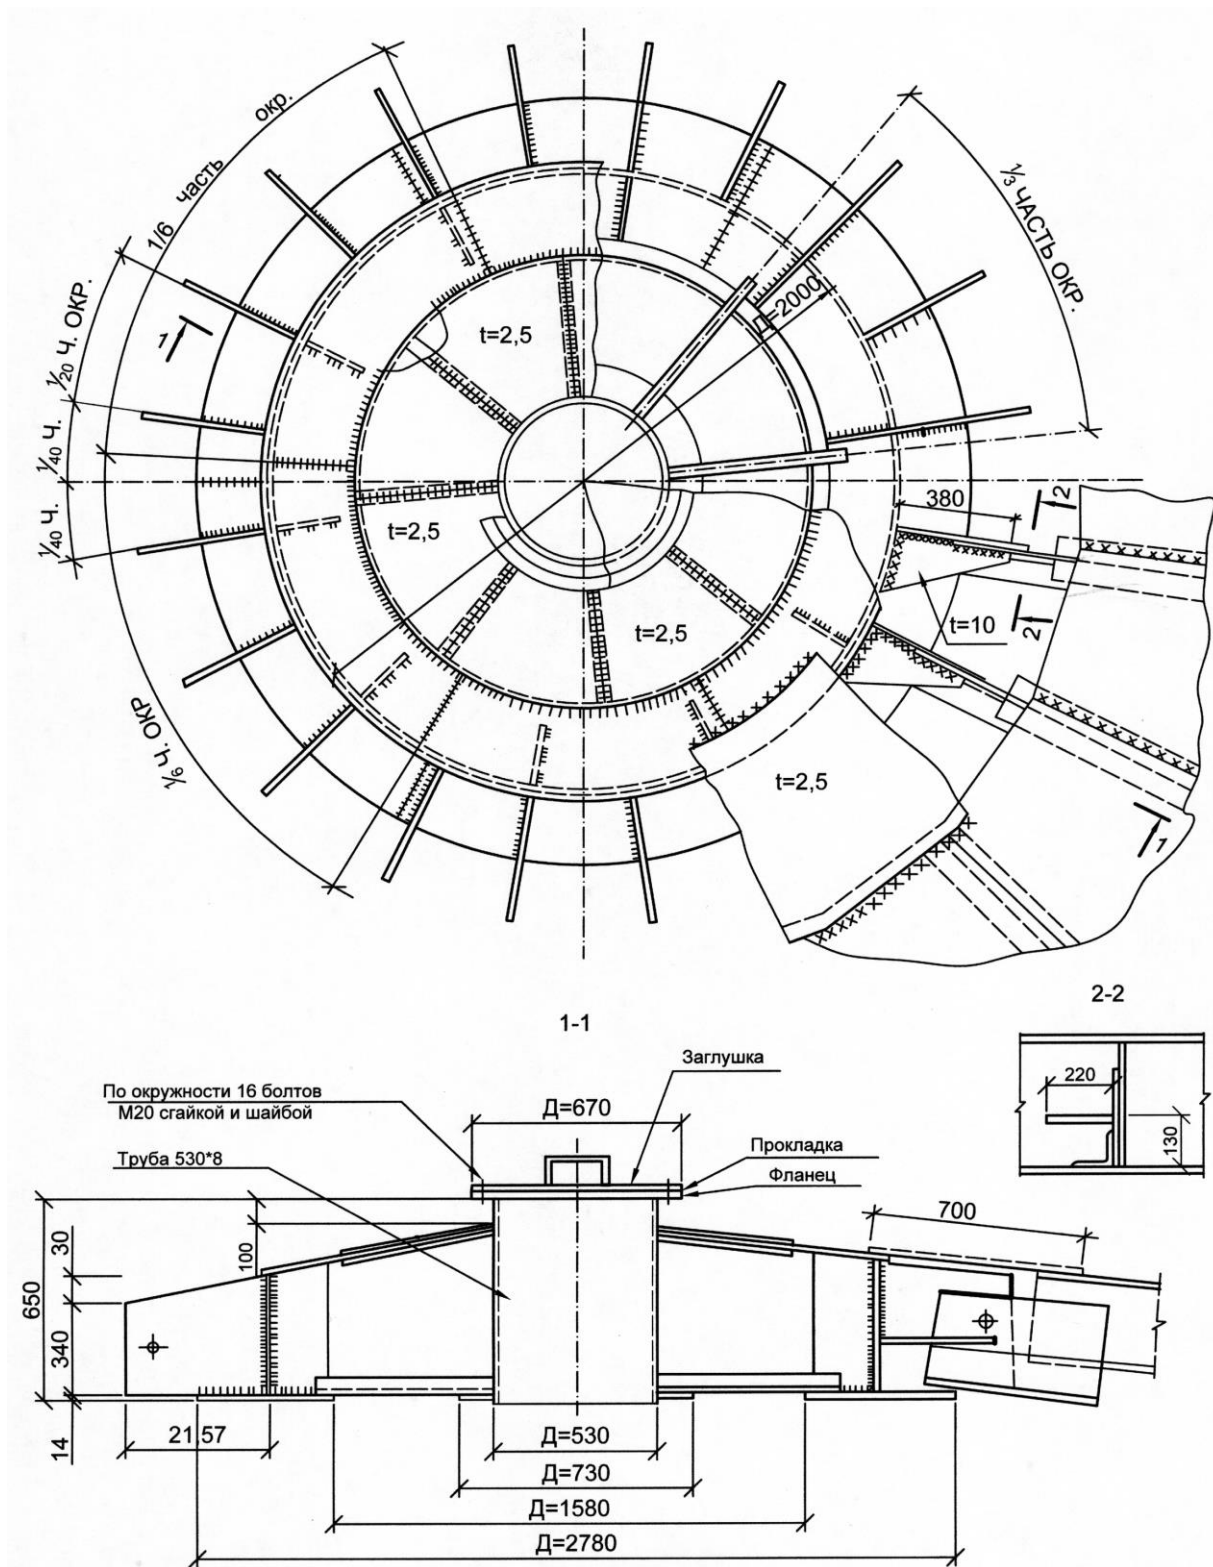 окр.
часть
1/6
1/20 Ч. ОКР.
1/40 Ч.
1/40 Ч.
1/6 Ч. ОКР
1/3 ЧАСТЬ ОКР.
1
t=2,5
t=2,5
t=2,5
t=2,5
=2000
380
2
2
t=10
1
2-2
1-1
220
130
Заглушка
По окружности 16 болтов
М20 сгайкой и шайбой
Д=670
Прокладка
Труба 530*8
Фланец
700
30
100
650
340
14
21,57
Д=530
Д=730
Д=1580
Д=2780